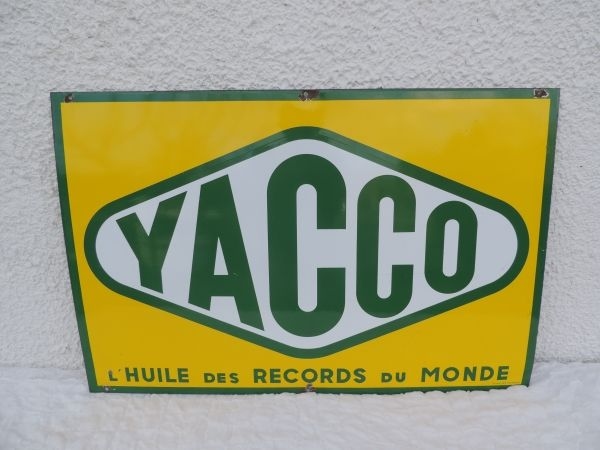 YACCO
L'HUILE DES RECORDS DU MONDE